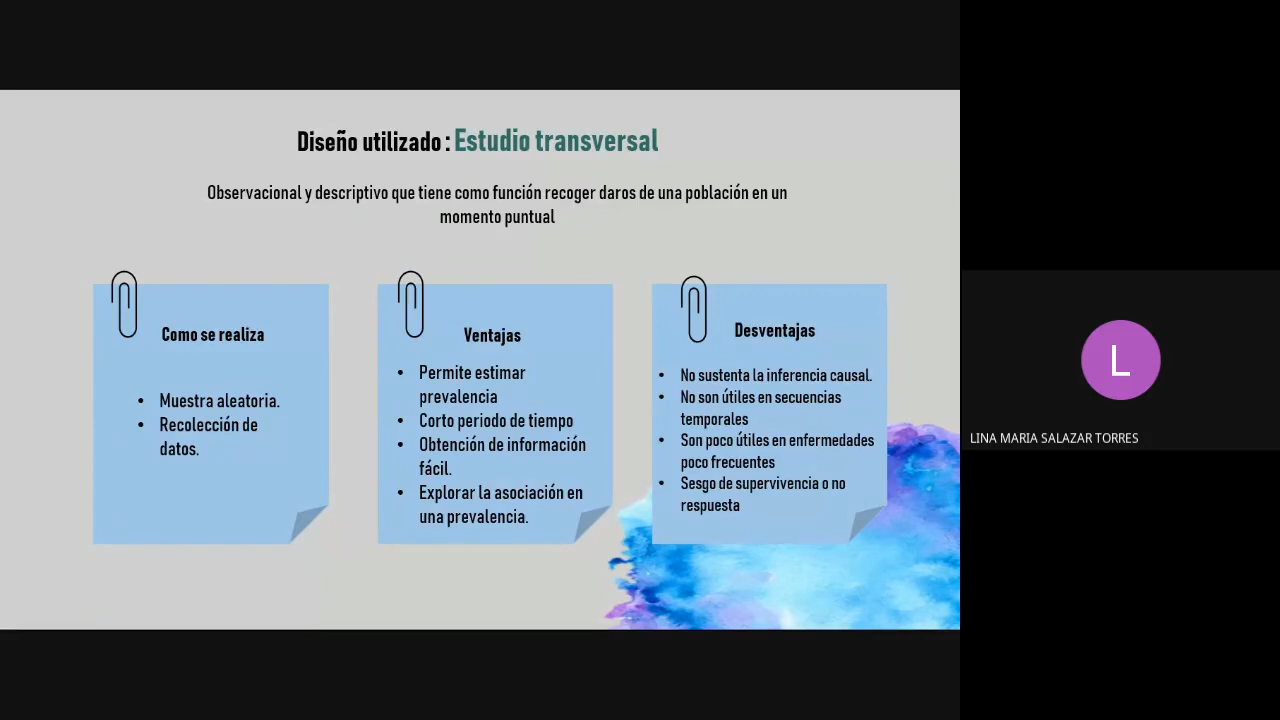 Diseño utilizado : Estudio transversal
Observacional y descriptivo que tiene como función recoger daros de una población en un
momento puntual
Como se realiza
• Muestra aleatoria.
• Recolección de
datos.
Ventajas
• Permite estimar
prevalencia
• Corto periodo de tiempo
• Obtención de información
fácil.
• Explorar la asociación en
una prevalencia.
Desventajas
• No sustenta la inferencia causal.
• No son útiles en secuencias
temporales
• Son poco útiles en enfermedades
poco frecuentes
• Sesgo de supervivencia o no
respuesta
L
LINA MARIA SALAZAR TORRES